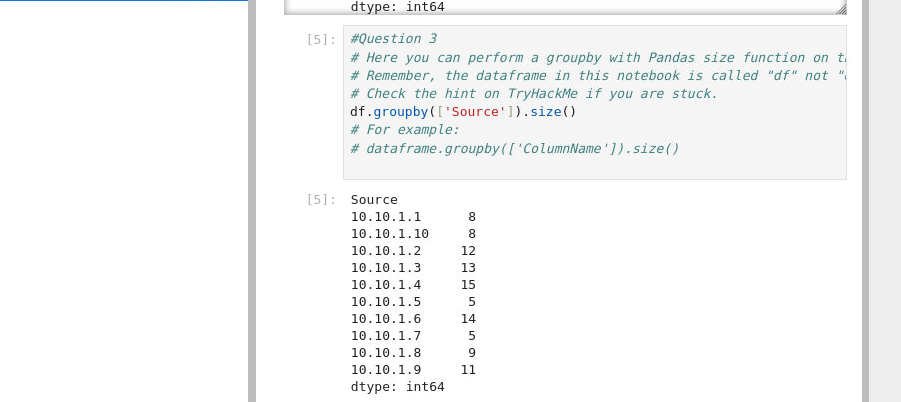 dtype: int64
[5]:
#Question 3
# Here you can perform a groupby with Pandas size function on
# Remember, the dataframe in this notebook is called "df" not
# Check the hint on TryHackMe if you are stuck.
df.groupby(['Source']).size()
# For example:
# dataframe.groupby(['ColumnName']).size()
[5]:
Source
10.10.1.1 8
10.10.1.10 8
10.10.1.2 12
10.10.1.3 13
10.10.1.4 15
10.10.1.5 5
10.10.1.6 14
10.10.1.7 5
10.10.1.8 9
10.10.1.9 11
dtype: int64